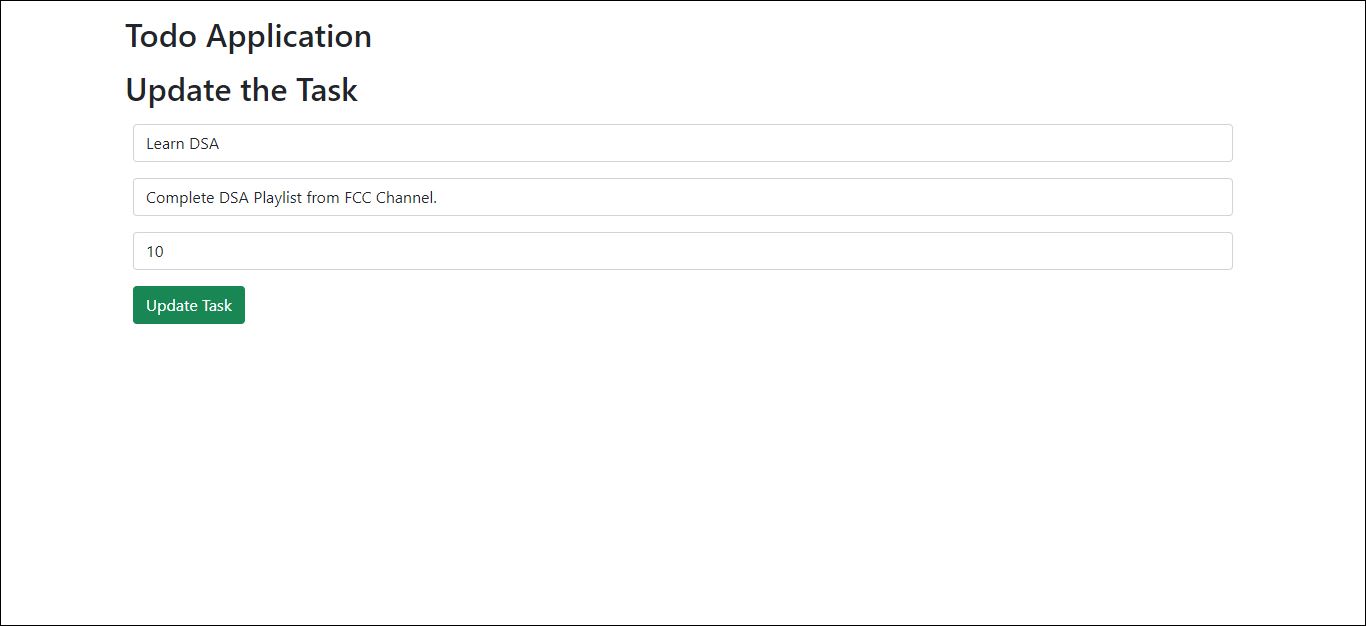 Todo Application
Update the Task
Learn DSA
Complete DSA Playlist from FCC Channel.
10
Update Task